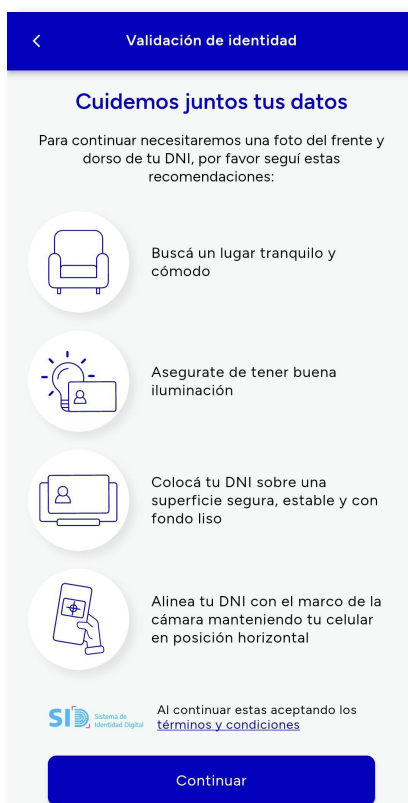 Validación de identidad
Cuidemos juntos tus datos
Para continuar necesitaremos una foto del frente y
dorso de tu DNI, por favor seguí estas
recomendaciones:
Buscá un lugar tranquilo y
cómodo
Asegurate de tener buena
iluminación
Colocá tu DNI sobre una
superficie segura, estable y con
fondo liso
Alinea tu DNI con el marco de la
cámara manteniendo tu celular
en posición horizontal
SID Sistema de
Identidad Digital
Al continuar estas aceptando los
términos y condiciones
Continuar